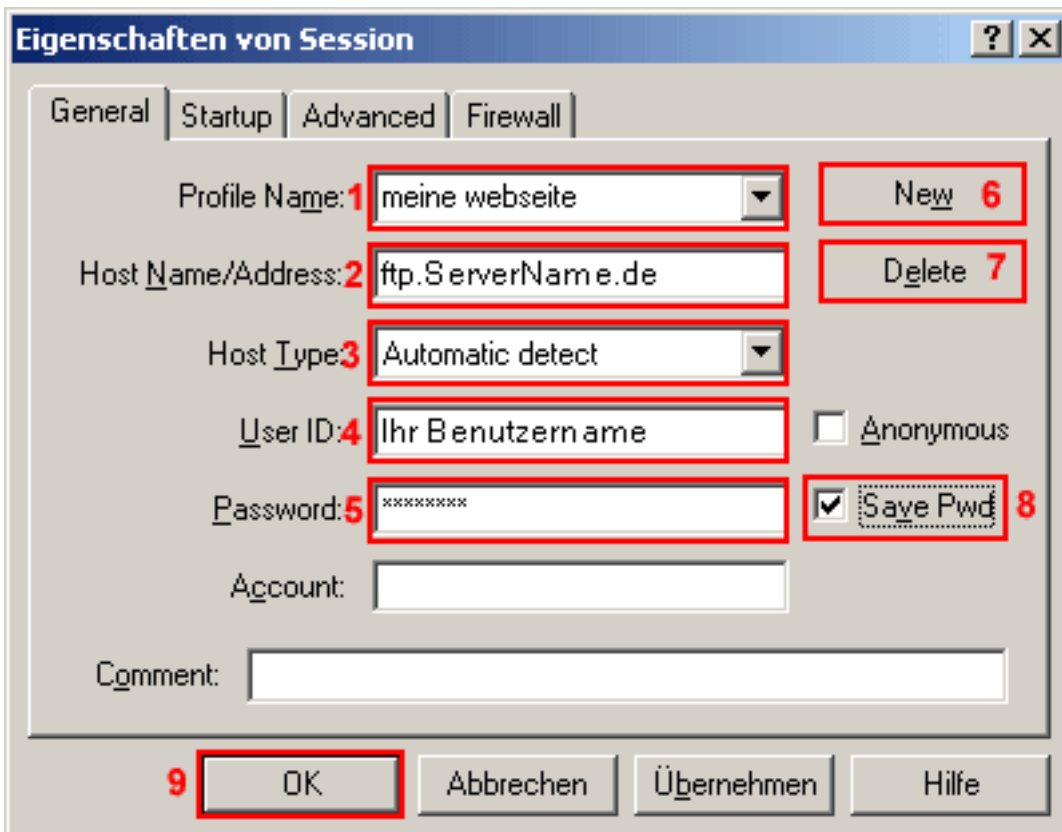 Eigenschaften von Session
General Startup Advanced Firewall
Profile Name: 1 meine webseite New 6
Host Name/Address: 2 ftp.ServerName.de Delete 7
Host Type: 3 Automatic detect
User ID: 4 Ihr Benutzername Anonymous
Password: 5 ******** Save Pwd 8
Account:
Comment:
9 OK Abbrechen Übernehmen Hilfe